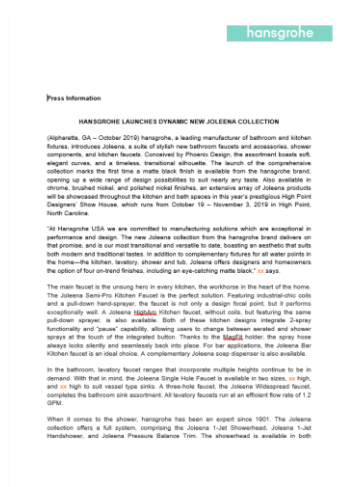 hansgrohe
Press Information
HANSGROHE LAUNCHES DYNAMIC NEW JOLEENA COLLECTION
(Alpharetta, GA – October 2019) hansgrohe, a leading manufacturer of bathroom and kitchen
fixtures, introduces Joleena, a suite of stylish new bathroom faucets and accessories, shower
components, and kitchen faucets. Conceived by Phoenix Design, the assortment boasts soft,
elegant curves, and a timeless, transitional silhouette. The launch of the comprehensive
collection marks the first time a matte black finish is available from the hansgrohe brand,
opening up a wide range of design possibilities to suit nearly any taste. Also available in
chrome, brushed nickel, and polished nickel finishes, an extensive array of Joleena products
will be showcased throughout the kitchen and bath spaces in this year's prestigious High Point
Designers' Show House, which runs from October 19 – November 3, 2019 in High Point,
North Carolina.
"At Hansgrohe USA we are committed to manufacturing solutions which are exceptional in
performance and design. The new Joleena collection from the hansgrohe brand delivers on
that promise, and is our most transitional and versatile to date, boasting an aesthetic that suits
both modern and traditional tastes. In addition to complementary fixtures for all water points in
the home—the kitchen, lavatory, shower and tub, Joleena offers designers and homeowners
the option of four on-trend finishes, including an eye-catching matte black," xx says.
The main faucet is the unsung hero in every kitchen, the workhorse in the heart of the home.
The Joleena Semi-Pro Kitchen Faucet is the perfect solution. Featuring industrial-chic coils
and a pull-down hand-sprayer, the faucet is not only a design focal point, but it performs
exceptionally well. A Joleena HighArc Kitchen faucet, without coils, but featuring the same
pull-down sprayer, is also available. Both of these kitchen designs integrate 2-spray
functionality and "pause" capability, allowing users to change between aerated and shower
sprays at the touch of the integrated button. Thanks to the MagFit holder, the spray hose
always locks silently and seamlessly back into place. For bar applications, the Joleena Bar
Kitchen faucet is an ideal choice. A complementary Joleena soap dispenser is also available.
In the bathroom, lavatory faucet ranges that incorporate multiple heights continue to be in
demand. With that in mind, the Joleena Single Hole Faucet is available in two sizes, xx high,
and xx high to suit vessel type sinks. A three-hole faucet, the Joleena Widespread faucet,
completes the bathroom sink assortment. All lavatory faucets run at an efficient flow rate of 1.2
GPM.
When it comes to the shower, hansgrohe has been an expert since 1901. The Joleena
collection offers a full system, comprising the Joleena 1-Jet Showerhead, Joleena 1-Jet
Handshower, and Joleena Pressure Balance Trim. The showerhead is available in both